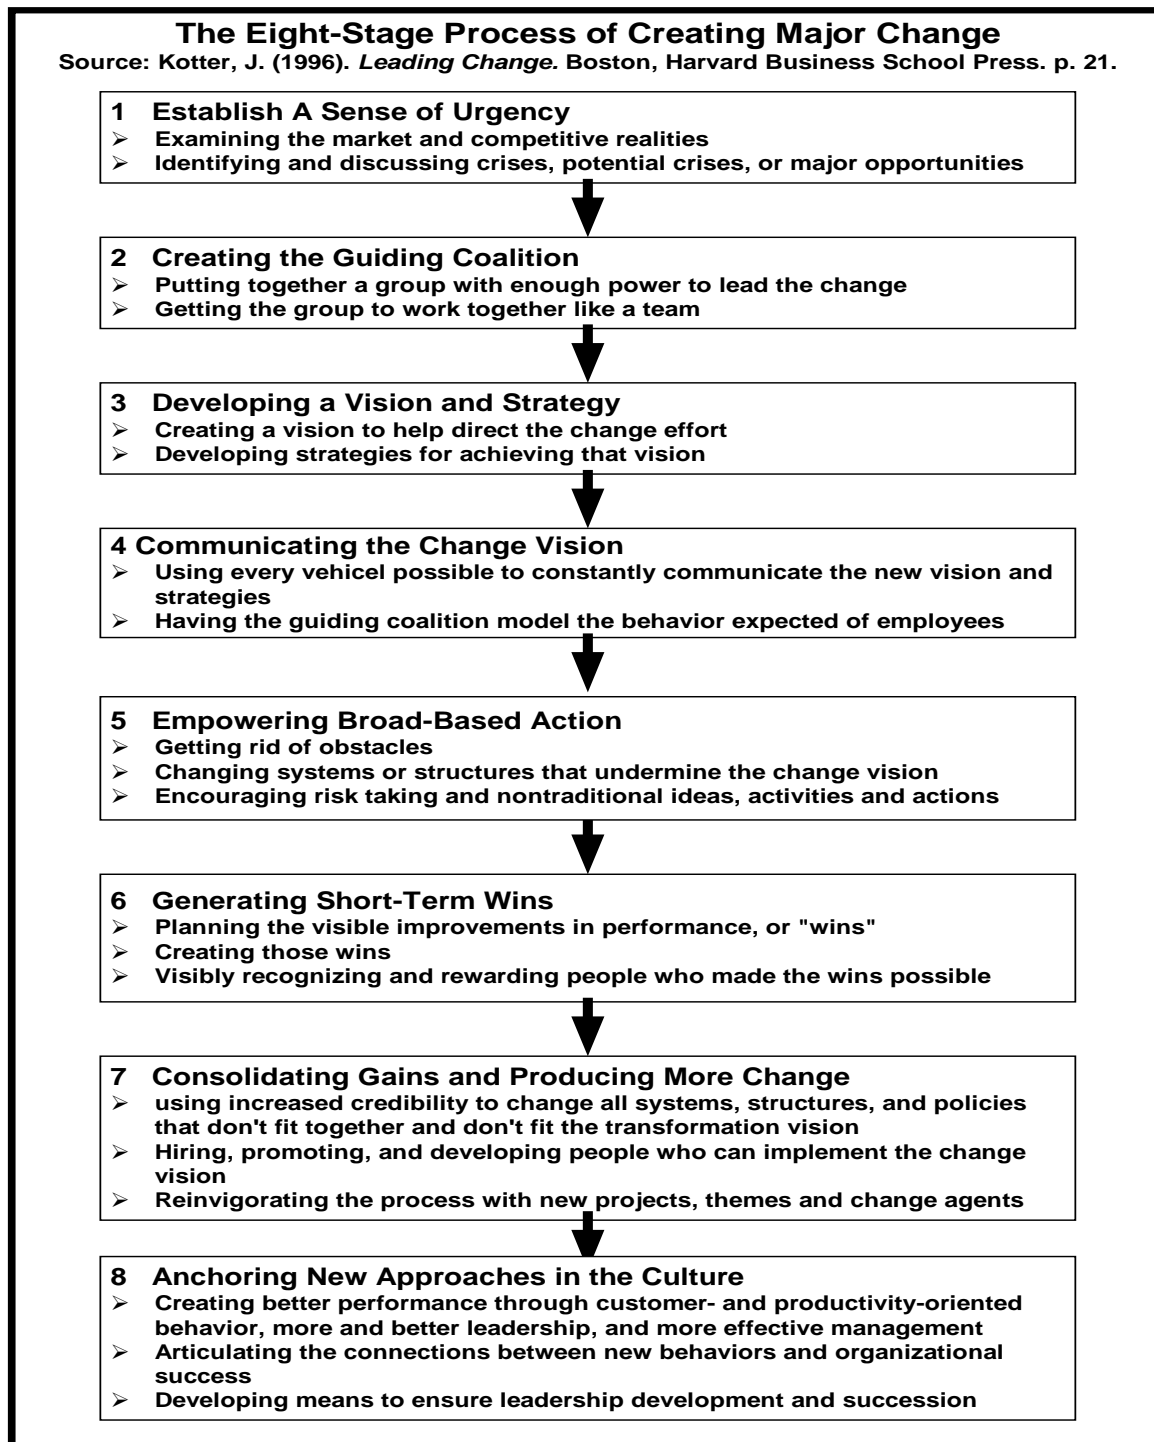 The Eight-Stage Process of Creating Major Change
Source: Kotter, J. (1996). Leading Change. Boston, Harvard Business School Press. p. 21.
1 Establish A Sense of Urgency
➢ Examining the market and competitive realities
➢ Identifying and discussing crises, potential crises, or major opportunities
2 Creating the Guiding Coalition
➢ Putting together a group with enough power to lead the change
➢ Getting the group to work together like a team
3 Developing a Vision and Strategy
➢ Creating a vision to help direct the change effort
➢ Developing strategies for achieving that vision
4 Communicating the Change Vision
➢ Using every vehicel possible to constantly communicate the new vision and
strategies
➢ Having the guiding coalition model the behavior expected of employees
5 Empowering Broad-Based Action
➢ Getting rid of obstacles
➢ Changing systems or structures that undermine the change vision
➢ Encouraging risk taking and nontraditional ideas, activities and actions
6 Generating Short-Term Wins
➢ Planning the visible improvements in performance, or "wins"
➢ Creating those wins
➢ Visibly recognizing and rewarding people who made the wins possible
7 Consolidating Gains and Producing More Change
➢ using increased credibility to change all systems, structures, and policies
that don't fit together and don't fit the transformation vision
➢ Hiring, promoting, and developing people who can implement the change
vision
➢ Reinvigorating the process with new projects, themes and change agents
8 Anchoring New Approaches in the Culture
➢ Creating better performance through customer- and productivity-oriented
behavior, more and better leadership, and more effective management
➢ Articulating the connections between new behaviors and organizational
success
➢ Developing means to ensure leadership development and succession